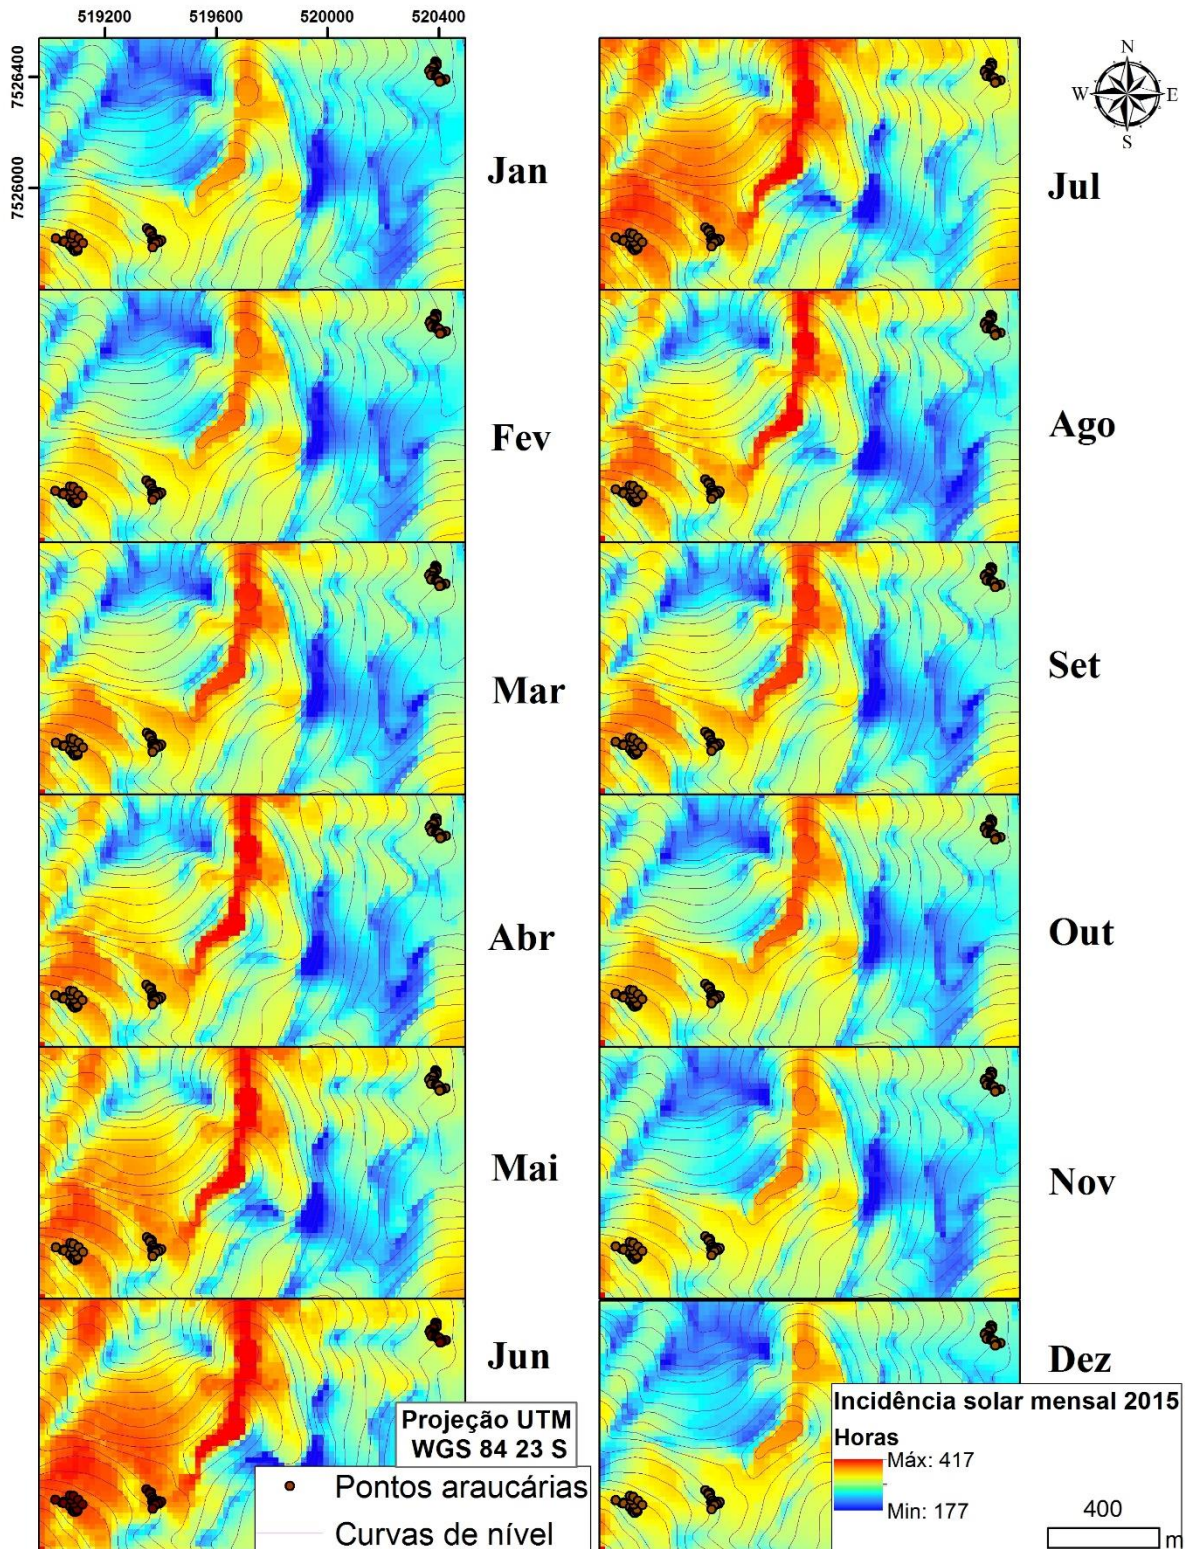 519200 519600 520000 520400
7526400
7526000
N
W E
S
Jan
Jul
Fev
Ago
Mar
Set
Abr
Out
Mai
Nov
Jun
Dez
Projeção UTM
WGS 84 23 S
Pontos araucárias
Curvas de nível
Incidência solar mensal 2015
Horas
Máx: 417
Min: 177
400
m